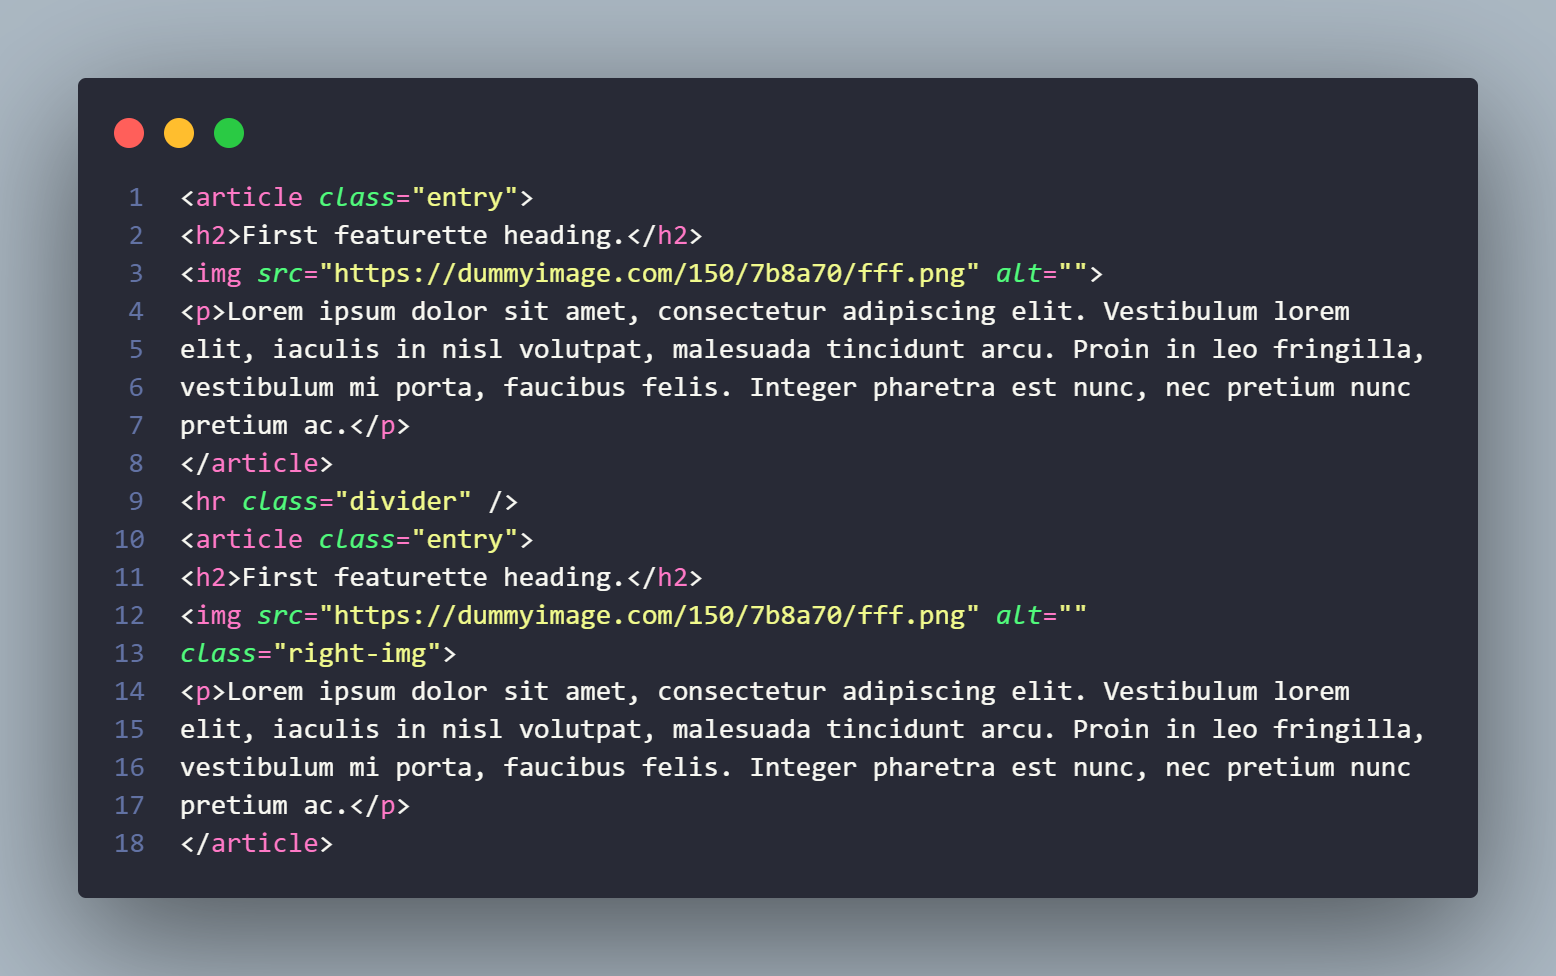 1 <article class="entry">
2 <h2>First featurette heading.</h2>
3 <img src="https://dummyimage.com/150/7b8a70/fff.png" alt="">
4 <p>Lorem ipsum dolor sit amet, consectetur adipiscing elit. Vestibulum lorem
5 elit, iaculis in nisl volutpat, malesuada tincidunt arcu. Proin in leo fringilla,
6 vestibulum mi porta, faucibus felis. Integer pharetra est nunc, nec pretium nunc
7 pretium ac.</p>
8 </article>
9 <hr class="divider" />
10 <article class="entry">
11 <h2>First featurette heading.</h2>
12 <img src="https://dummyimage.com/150/7b8a70/fff.png" alt=""
13 class="right-img">
14 <p>Lorem ipsum dolor sit amet, consectetur adipiscing elit. Vestibulum lorem
15 elit, iaculis in nisl volutpat, malesuada tincidunt arcu. Proin in leo fringilla,
16 vestibulum mi porta, faucibus felis. Integer pharetra est nunc, nec pretium nunc
17 pretium ac.</p>
18 </article>